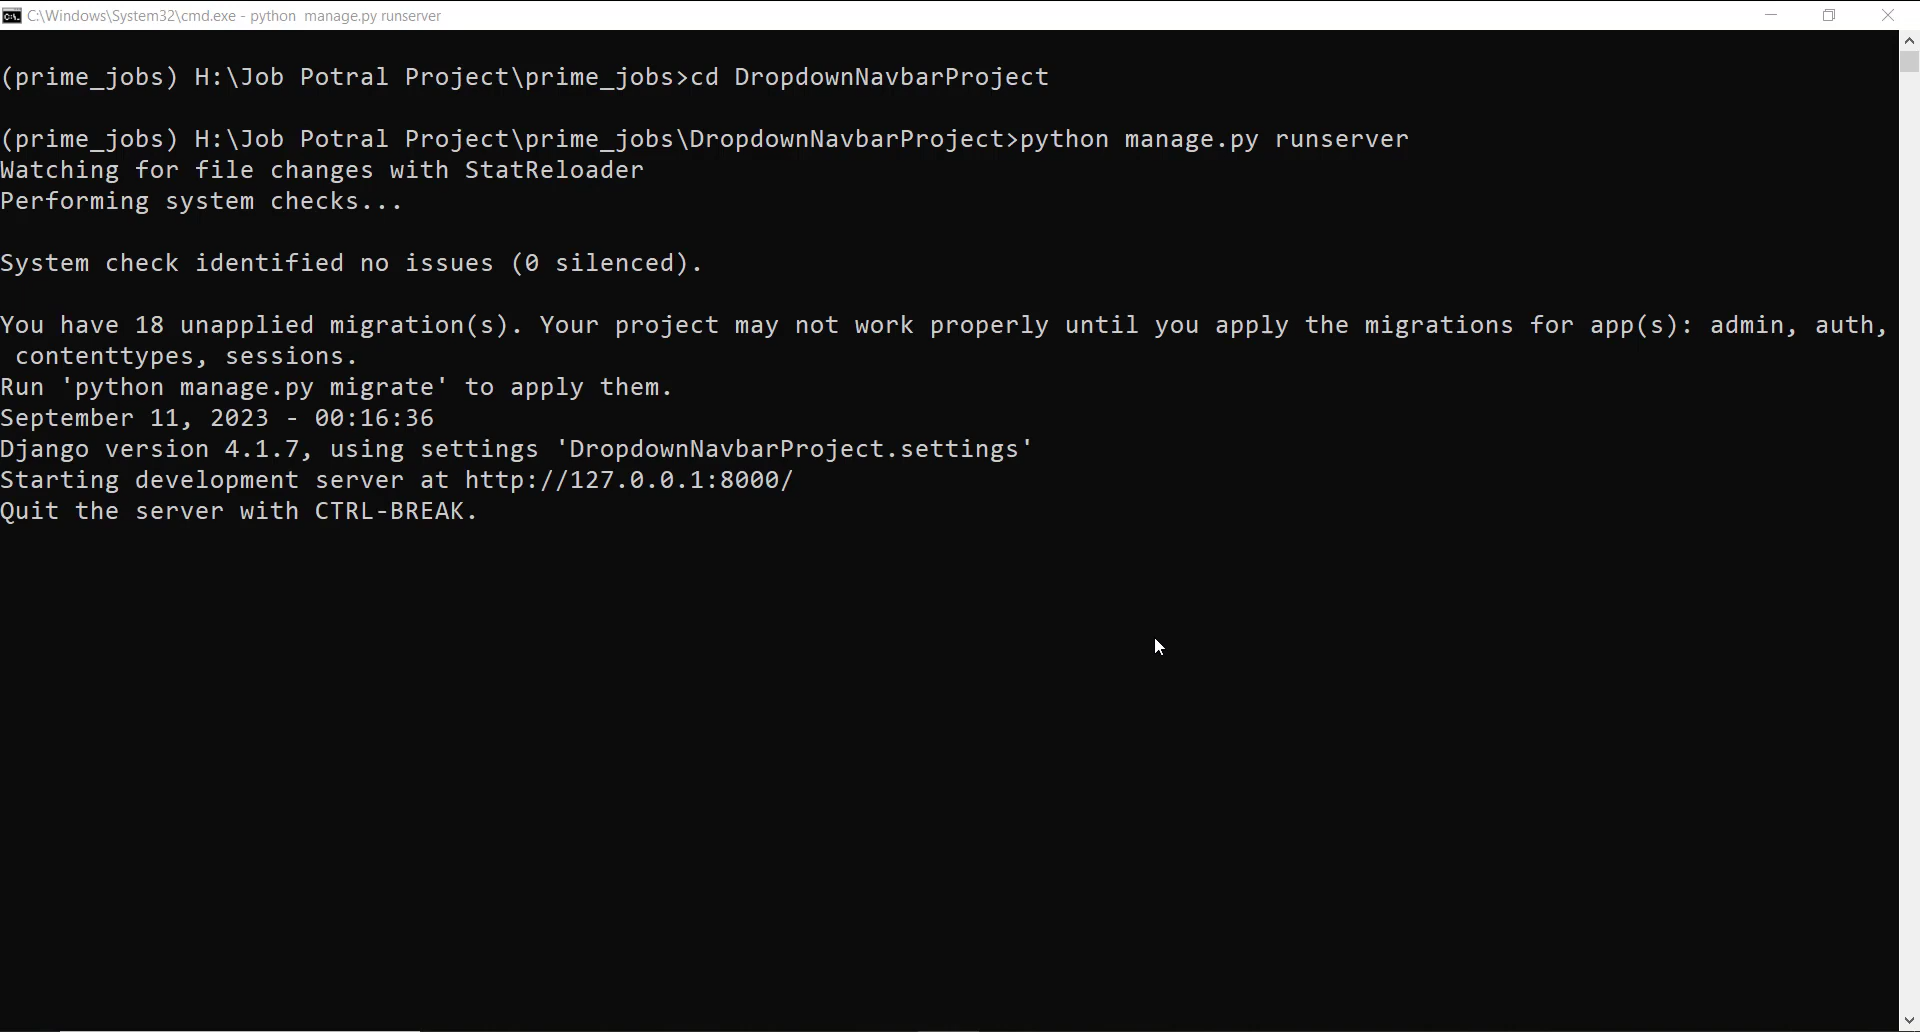 C:\Windows\System32\cmd.exe - python  manage.py runserver
(prime_jobs) H:\Job Potral Project\prime_jobs>cd DropdownNavbarProject
(prime_jobs) H:\Job Potral Project\prime_jobs\DropdownNavbarProject>python manage.py runserver
Watching for file changes with StatReloader
Performing system checks...
System check identified no issues (0 silenced).
You have 18 unapplied migration(s). Your project may not work properly until you apply the migrations for app(s): admin, auth,
 contenttypes, sessions.
Run 'python manage.py migrate' to apply them.
September 11, 2023 - 00:16:36
Django version 4.1.7, using settings 'DropdownNavbarProject.settings'
Starting development server at http://127.0.0.1:8000/
Quit the server with CTRL-BREAK.